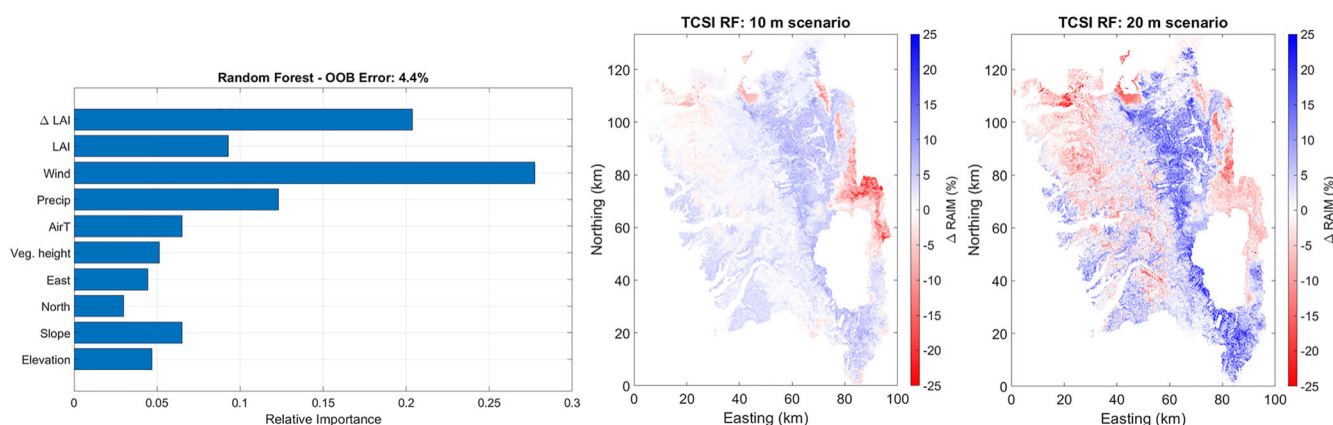 Random Forest - OOB Error: 4.4%
Δ LAI
LAI
Wind
Precip
AirT
Veg. height
East
North
Slope
Elevation
0 0.05 0.1 0.15 0.2 0.25 0.3
Relative Importance
TCSI RF: 10 m scenario
Northing (km)
120
100
80
60
40
20
0
0 20 40 60 80 100
Easting (km)
25
20
15
10
5
0
-5
-10
-15
-20
-25
Δ RAIM (%)
TCSI RF: 20 m scenario
Northing (km)
120
100
80
60
40
20
0
0 20 40 60 80 100
Easting (km)
25
20
15
10
5
0
-5
-10
-15
-20
-25
Δ RAIM (%)